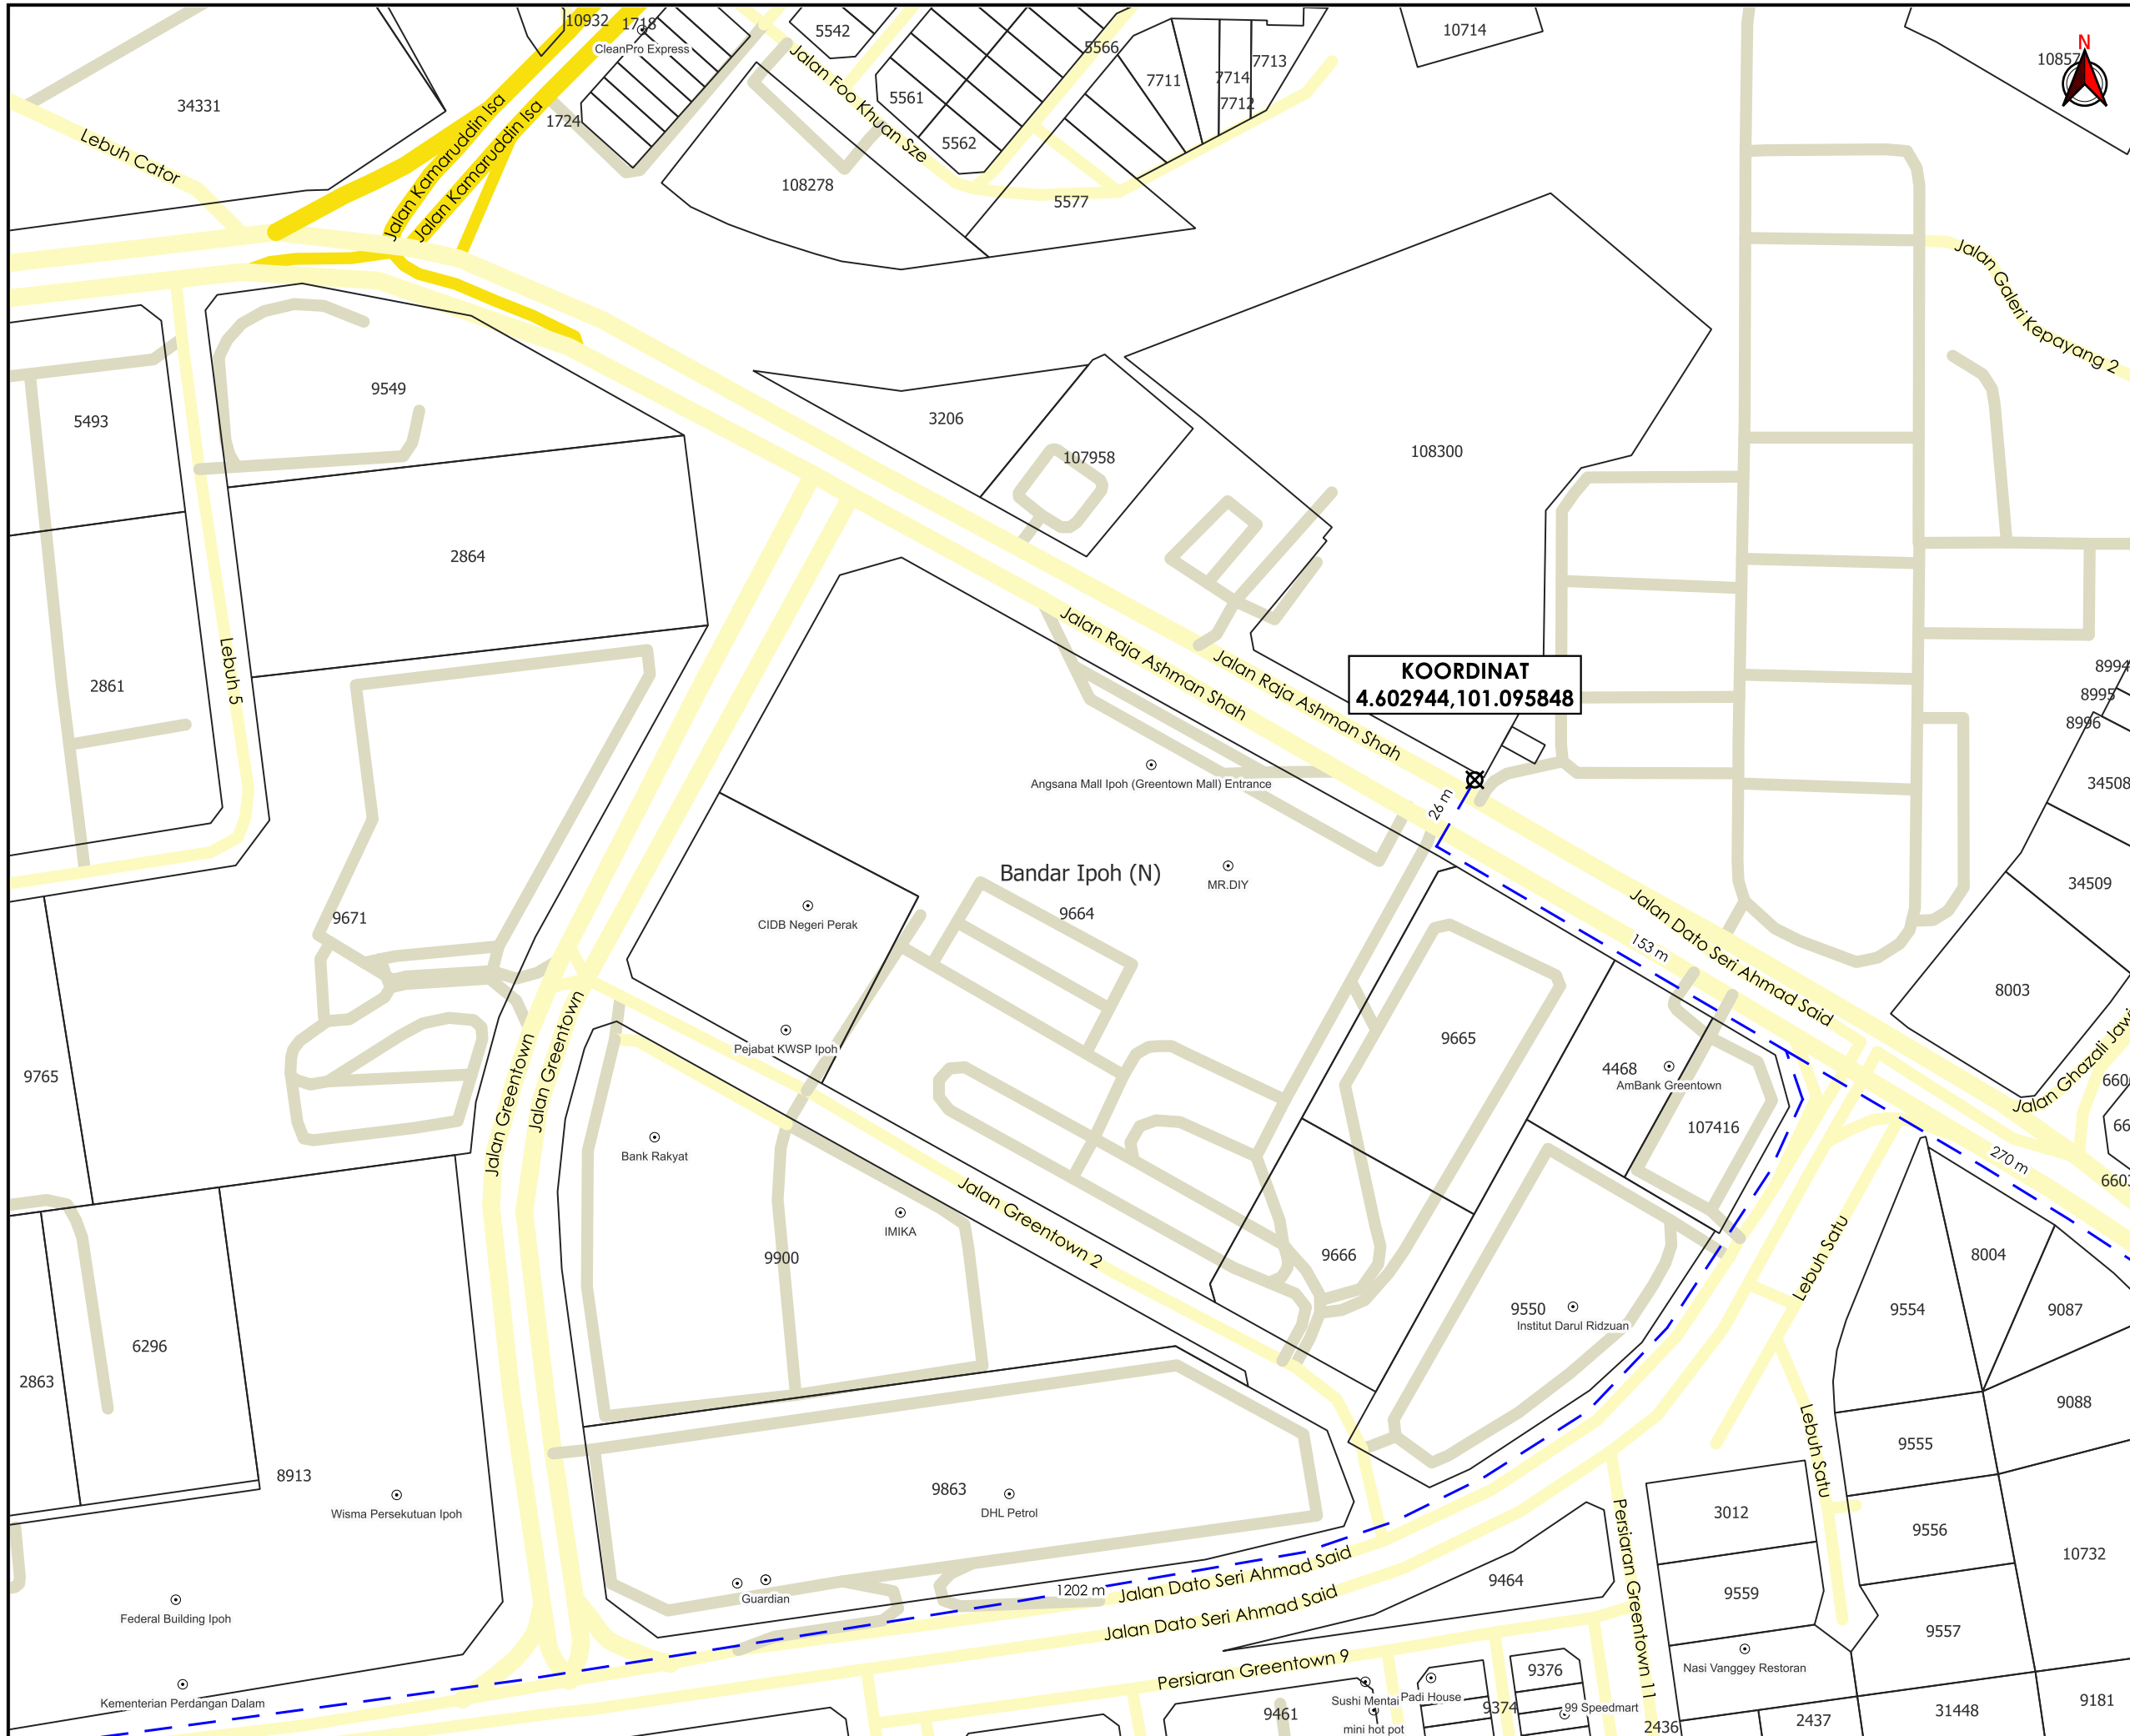 10932
1718
CleanPro Express
5542
5566
7711
7714
7713
7712
10714
10857
N
34331
Lebuh Cator
Jalan Kamaruddin Isa
Jalan Kamaruddin Isa
1724
Jalan Foo Khuan Sze
5561
5562
108278
5577
Jalan Galeri Kepayang 2
9549
5493
3206
107958
108300
2864
Lebuh 5
2861
Jalan Raja Ashman Shah
Jalan Raja Ashman Shah
KOORDINAT
4.602944,101.095848
8994
8995
8996
34508
34509
Angsana Mall Ipoh (Greentown Mall) Entrance
26 m
Bandar Ipoh (N)
MR.DIY
9664
CIDB Negeri Perak
9671
Jalan Dato Seri Ahmad Said
153 m
8003
Jalan Ghazali Jawi
9765
Pejabat KWSP Ipoh
Jalan Greentown
Jalan Greentown
9665
4468
AmBank Greentown
107416
6603
270 m
Bank Rakyat
IMIKA
9900
Jalan Greentown 2
9666
9550
Institut Darul Ridzuan
Lebuh Satu
8004
9554
9087
6296
2863
9088
8913
Wisma Persekutuan Ipoh
9863
DHL Petrol
Lebuh Satu
9555
3012
9556
10732
Persiaran Greentown 11
Guardian
1202 m
Jalan Dato Seri Ahmad Said
Jalan Dato Seri Ahmad Said
9464
9559
9557
Federal Building Ipoh
Persiaran Greentown 9
9376
Nasi Vanggey Restoran
Kementerian Perdangan Dalam
Sushi Mentai
Padi House
9461
mini hot pot
9374
99 Speedmart
2436
2437
31448
9181